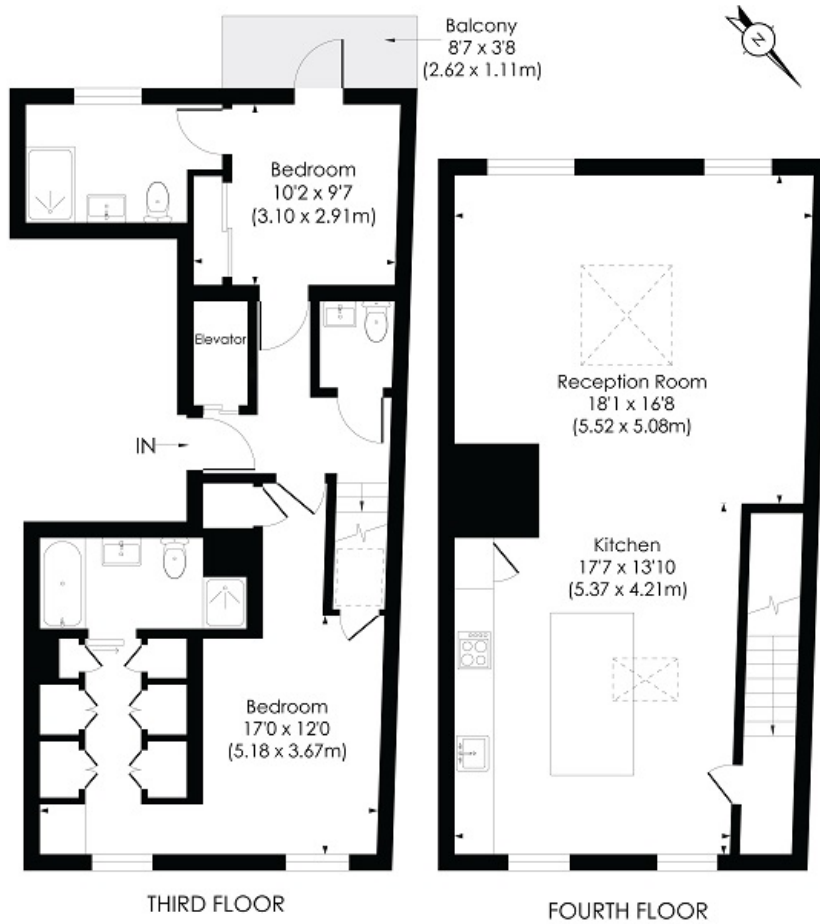 Balcony
8'7 x 3'8
(2.62 x 1.11m)
N
Bedroom
10'2 x 9'7
(3.10 x 2.91m)
Elevator
IN
Bedroom
17'0 x 12'0
(5.18 x 3.67m)
THIRD FLOOR
Reception Room
18'1 x 16'8
(5.52 x 5.08m)
Kitchen
17'7 x 13'10
(5.37 x 4.21m)
FOURTH FLOOR